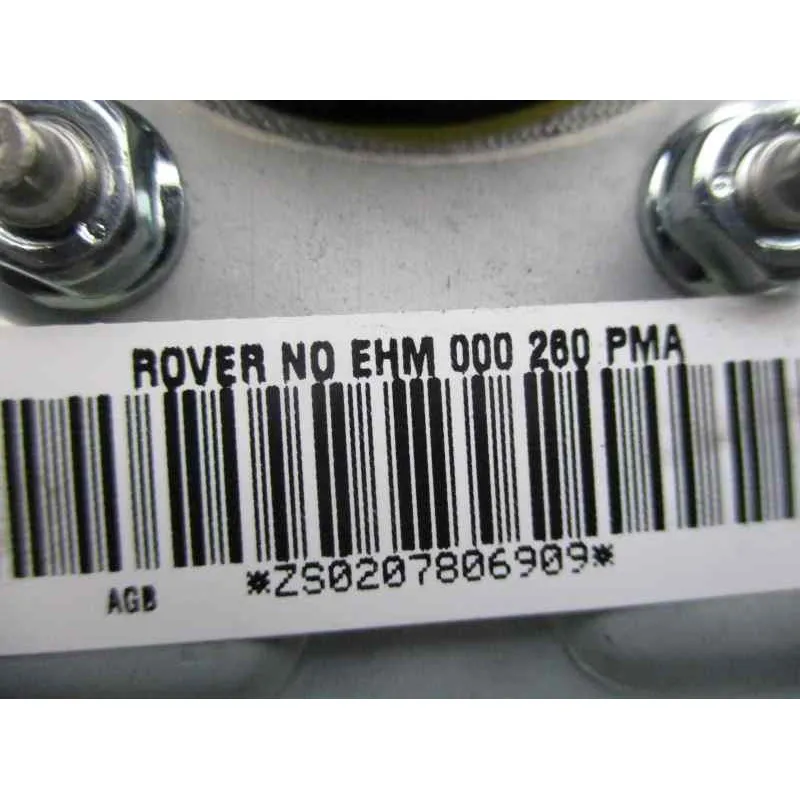 ROVER NO EHM 000 260 PMA
*ZS0207806909*
AGB